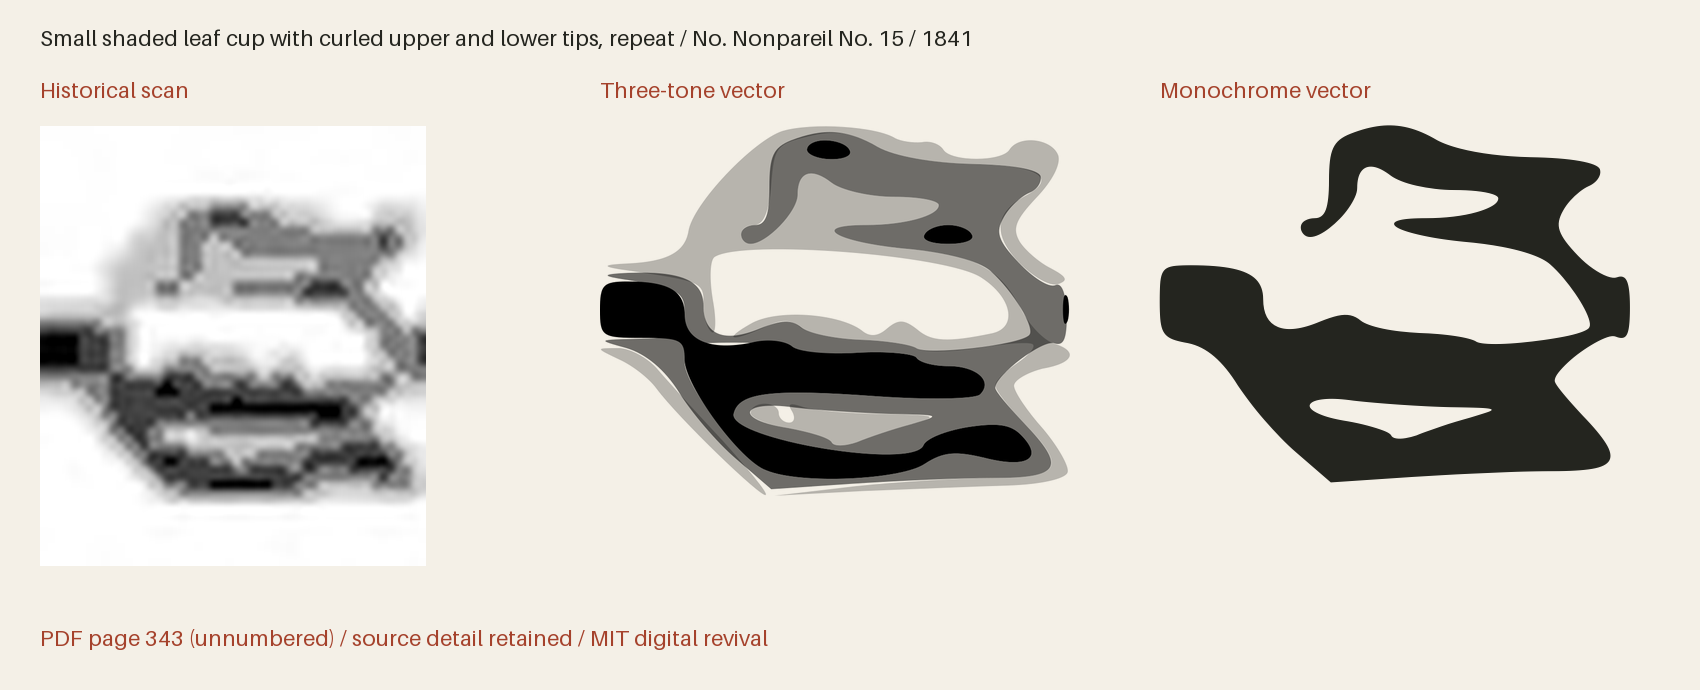 Small shaded leaf cup with curled upper and lower tips, repeat / No. Nonpareil No. 15 / 1841
Historical scan
Three-tone vector
Monochrome vector
PDF page 343 (unnumbered) / source detail retained / MIT digital revival